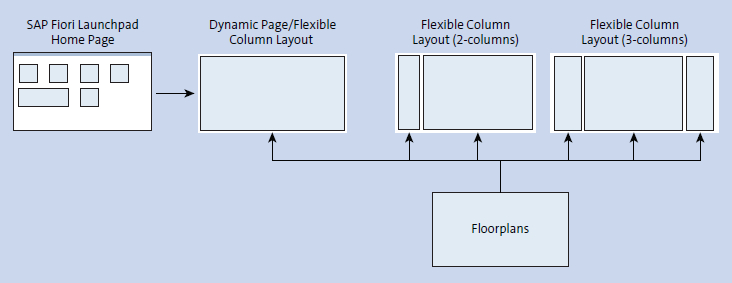 SAP Fiori Launchpad
Home Page
Dynamic Page/Flexible
Column Layout
Flexible Column
Layout (2-columns)
Flexible Column
Layout (3-columns)
Floorplans